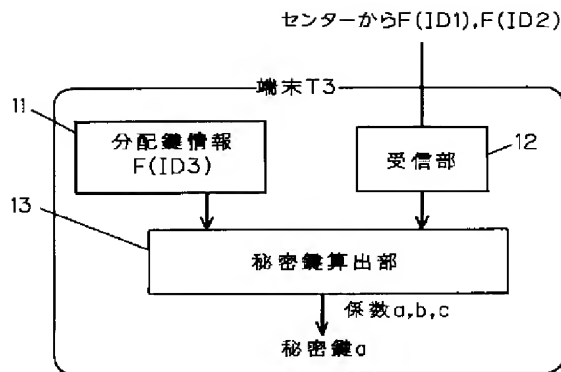 センターからF(ID1),F(ID2)
端末T3
11
分配鍵情報
F(ID3)
受信部
12
13
秘密鍵算出部
係数a,b,c
秘密鍵a